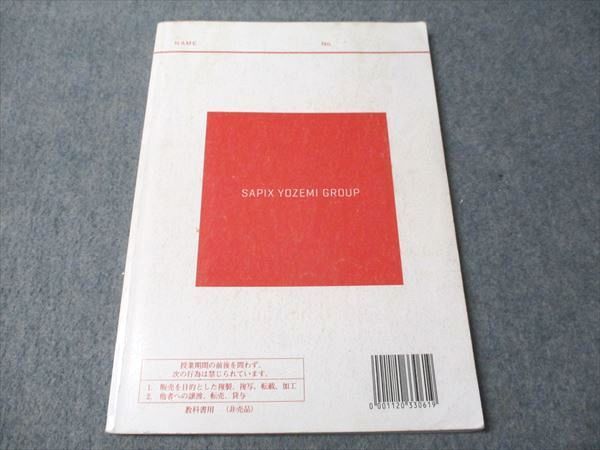 NAME No.
SAPIX YOZEMI GROUP
授業期間の前後を問わず、
次の行為は禁じられています。
1. 販売を目的とした複製、複写、転載、加工
2. 他者への譲渡、転売、貸与
教科書用 （非売品）
0 001120 330619